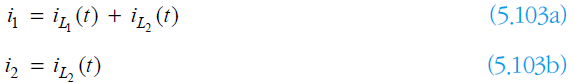 i₁ = i_{L₁}(t) + i_{L₂}(t) (5.103a)
i₂ = i_{L₂}(t) (5.103b)